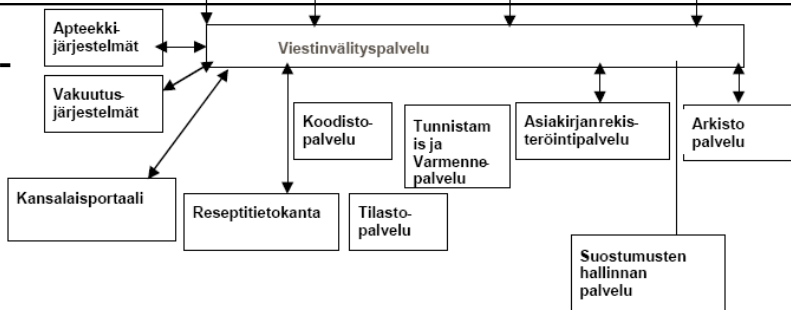 Apteekki-
järjestelmät
Viestinvälityspalvelu
Vakuutus-
järjestelmät
Koodisto-
palvelu
Tunnistam
is ja
Varmenne-
palvelu
Asiakirjan rekis-
teröintipalvelu
Arkisto
palvelu
Kansalaisportaali
Reseptitietokanta
Tilasto-
palvelu
Suostumusten
hallinnan
palvelu